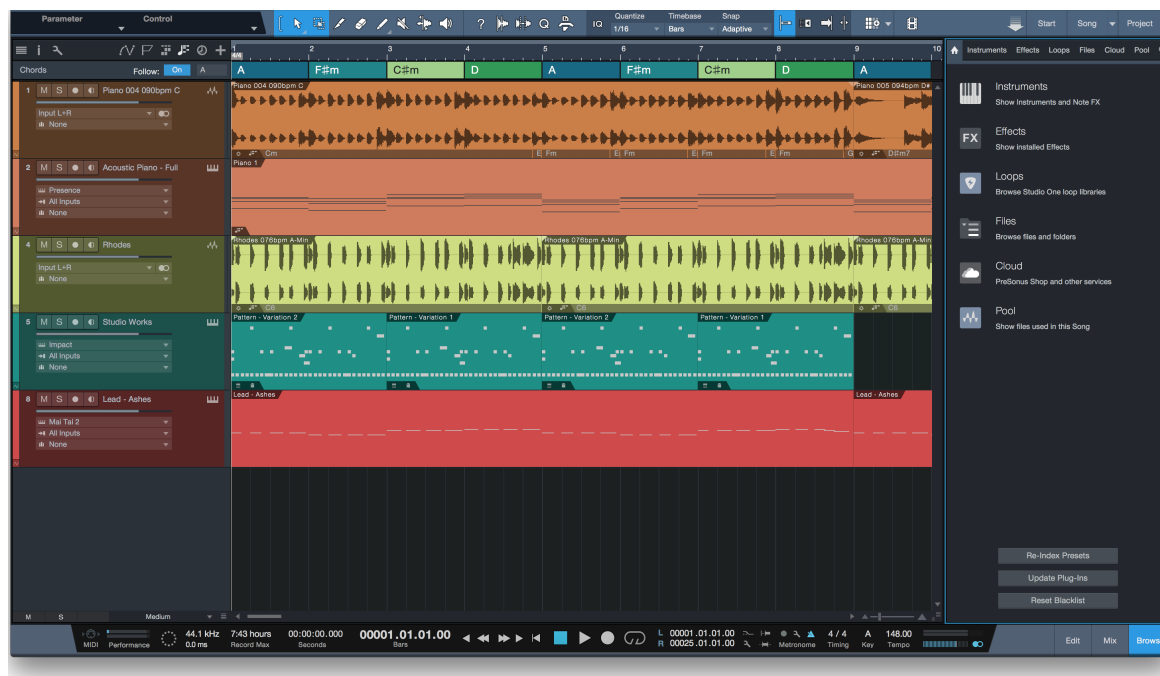 Parameter Control
? Q IQ
Quantize Timebase Snap
1/16 Bars Adaptive
Start Song Project
1 2 3 4 5 6 7 8 9 10
4/4
Chords Follow: On A
A F♯m C♯m D A F♯m C♯m D A
1 M S Piano 004 090bpm C
Input L+R
None
Piano 004 090bpm C
Piano 005 094bpm D#
Cm E Fm E Fm E Fm E Fm G D♯m7
2 M S Acoustic Piano - Full
Presence
All Inputs
None
Piano 1
4 M S Rhodes
Input L+R
None
Rhodes 076bpm A-Min Rhodes 076bpm A-Min Rhodes 076bpm A-Min
C6 C6 C6
5 M S Studio Works
Impact
All Inputs
None
Pattern - Variation 2 Pattern - Variation 1 Pattern - Variation 2 Pattern - Variation 1
8 M S Lead - Ashes
Mai Tai 2
All Inputs
None
Lead - Ashes Lead - Ashes
Instruments Effects Loops Files Cloud Pool
Instruments
Show Instruments and Note FX
FX
Effects
Show installed Effects
Loops
Browse Studio One loop libraries
Files
Browse files and folders
Cloud
PreSonus Shop and other services
Pool
Show files used in this Song
Re-Index Presets
Update Plug-Ins
Reset Blacklist
M S Medium
MIDI Performance
44.1 kHz
0.0 ms
7:43 hours
Record Max
00:00:00.000
Seconds
00001.01.01.00
Bars
L 00001.01.01.00
R 00025.01.01.00
Metronome
4 / 4
Timing
A
Key
148.00
Tempo
Edit Mix Brows